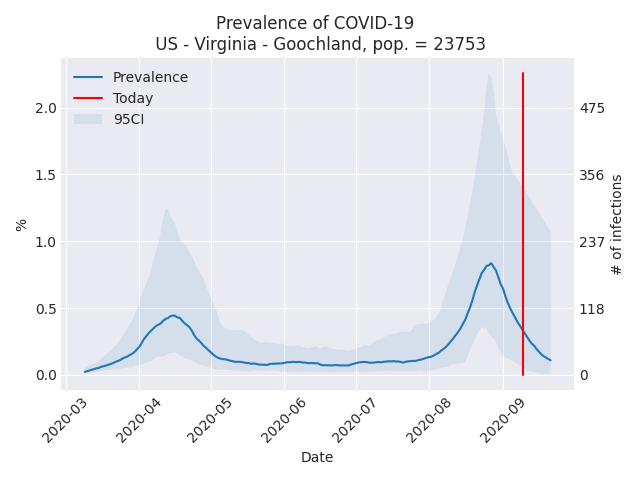 Prevalence of COVID-19
US - Virginia - Goochland, pop. = 23753
Prevalence
Today
95CI
%
2.0
1.5
1.0
0.5
0.0
475
356
237
118
0
# of infections
2020-03
2020-04
2020-05
2020-06
2020-07
2020-08
2020-09
Date